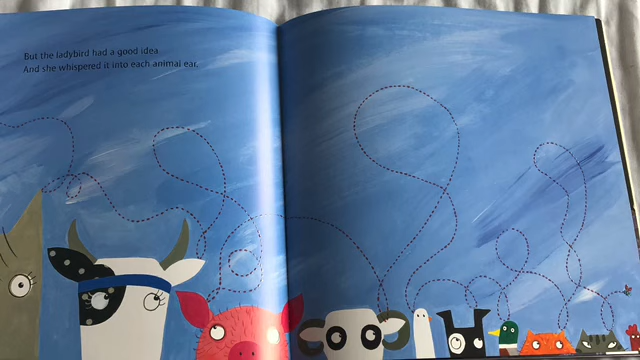 But the ladybird had a good idea.
And she whispered it into each animal ear.